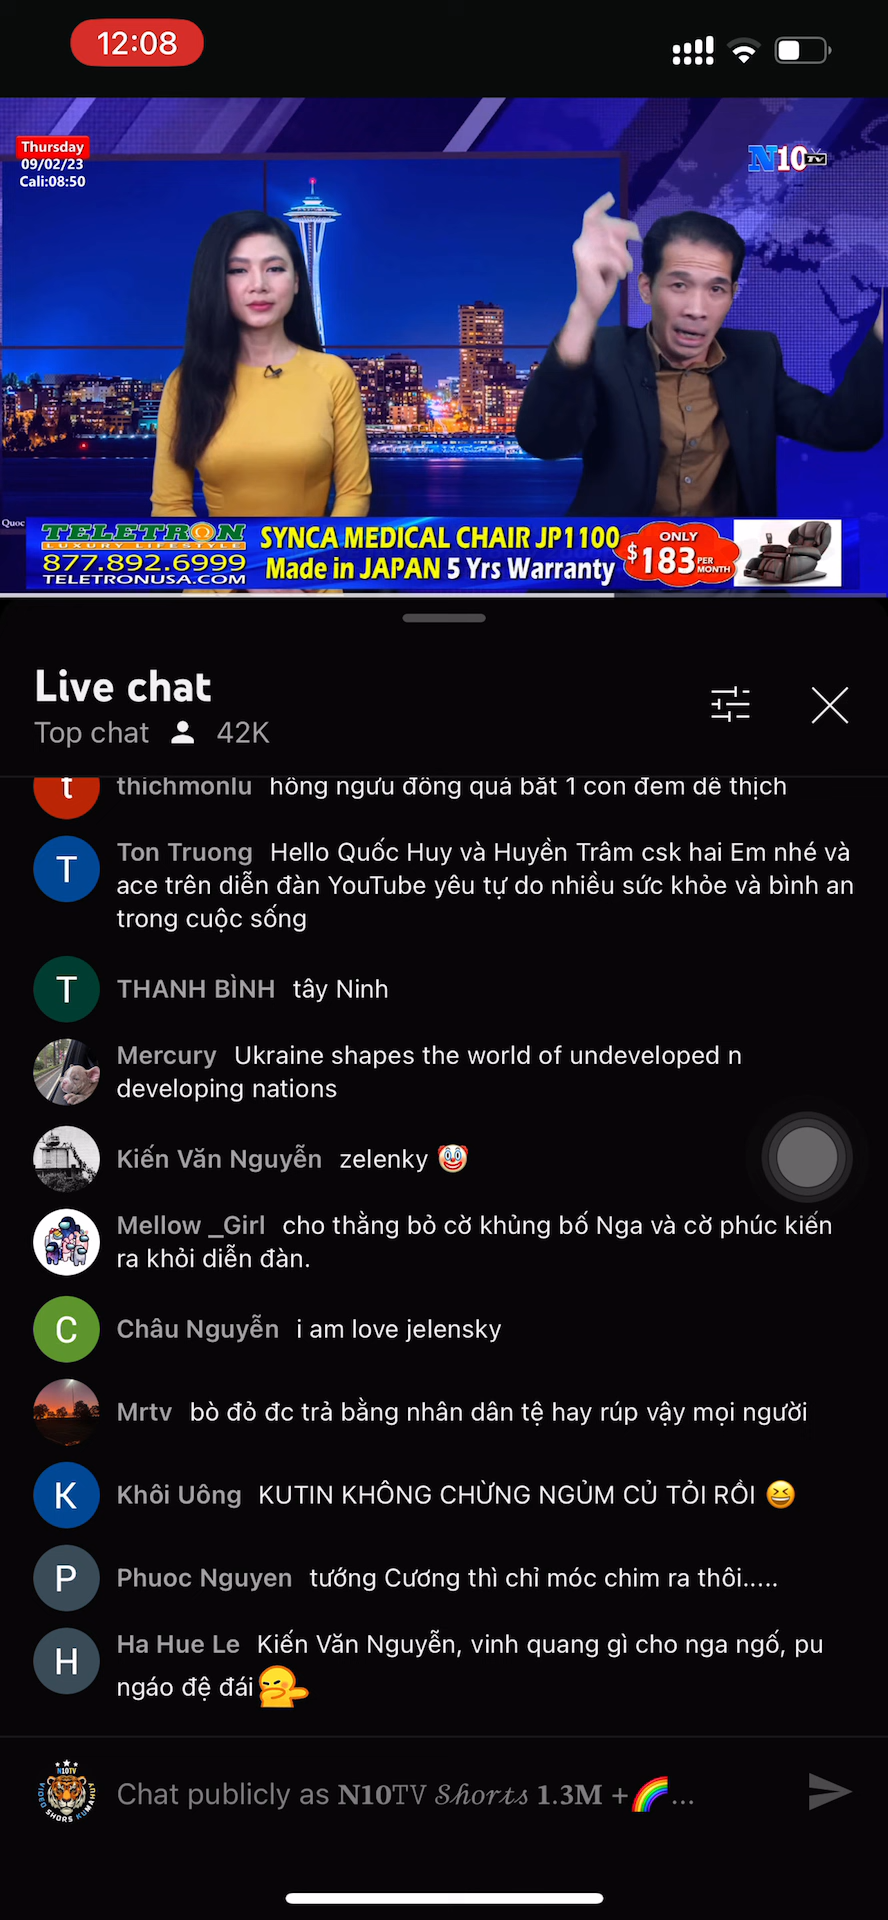 12:08
Thursday
09/02/23
Cali:08:50
N10 TV
Quoc
TELETRON
LUXURY LIFESTYLE
877.892.6999
TELETRONUSA.COM
SYNCA MEDICAL CHAIR JP1100
Made in JAPAN 5 Yrs Warranty
ONLY
$183 PER MONTH
Live chat
Top chat 42K
thichmonlu hồng ngưu đông quá bắt 1 con đem dê thịch
Ton Truong Hello Quốc Huy và Huyền Trâm csk hai Em nhé và
ace trên diễn đàn YouTube yêu tự do nhiều sức khỏe và bình an
trong cuộc sống
THANH BÌNH tây Ninh
Mercury Ukraine shapes the world of undeveloped n
developing nations
Kiến Văn Nguyễn zelenky 🤡
Mellow _Girl cho thằng bỏ cờ khủng bố Nga và cờ phúc kiến
ra khỏi diễn đàn.
Châu Nguyễn i am love jelensky
Mrtv bò đỏ đc trả bằng nhân dân tệ hay rúp vậy mọi người
Khôi Uông KUTIN KHÔNG CHỪNG NGỦM CỦ TỎI RỒI 😆
Phuoc Nguyen tướng Cương thì chỉ móc chim ra thôi.....
Ha Hue Le Kiến Văn Nguyễn, vinh quang gì cho nga ngố, pu
ngáo đệ đái
Chat publicly as N10TV Shorts 1.3M +🌈...